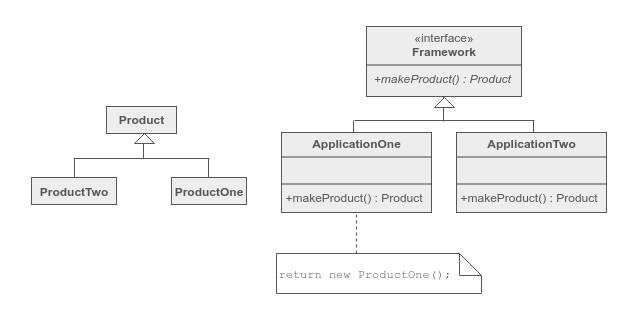 «interface»
Framework
+makeProduct() : Product
Product
ProductTwo
ProductOne
ApplicationOne
+makeProduct() : Product
ApplicationTwo
+makeProduct() : Product
return new ProductOne();